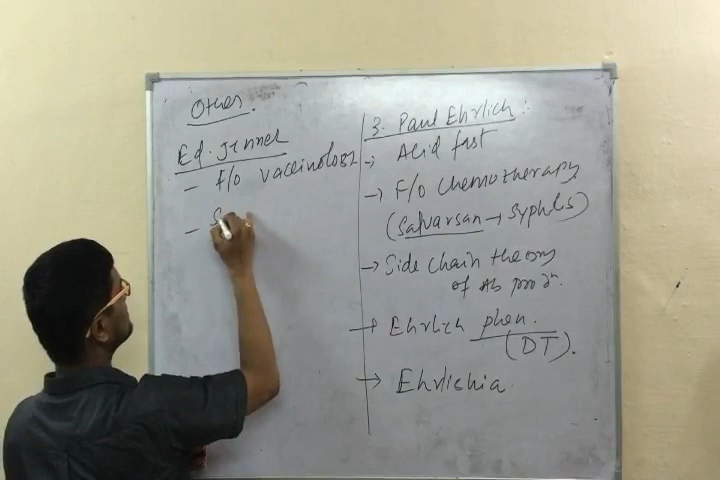 Other.
Ed. Jenner
- F/o vaccinology
- S
3. Paul Ehrlich :
- Acid fast
→ F/o Chemotherapy
(Salvarsan → Syphilis)
→ Side chain theory
of Ab prodn.
→ Ehrlich phen.
(DT).
→ Ehrlichia